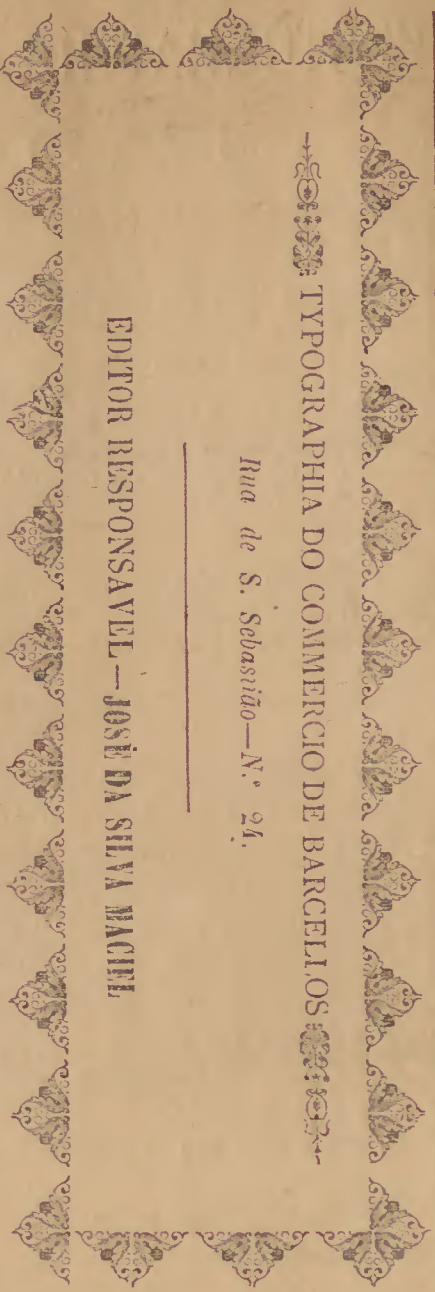 TYPOGRAPHIA DO COMMERCIO DE BARCELLOS
Rua de S. Sebastião—N.º 24.
EDITOR RESPONSAVEL—JOSÉ DA SILVA MACIEL